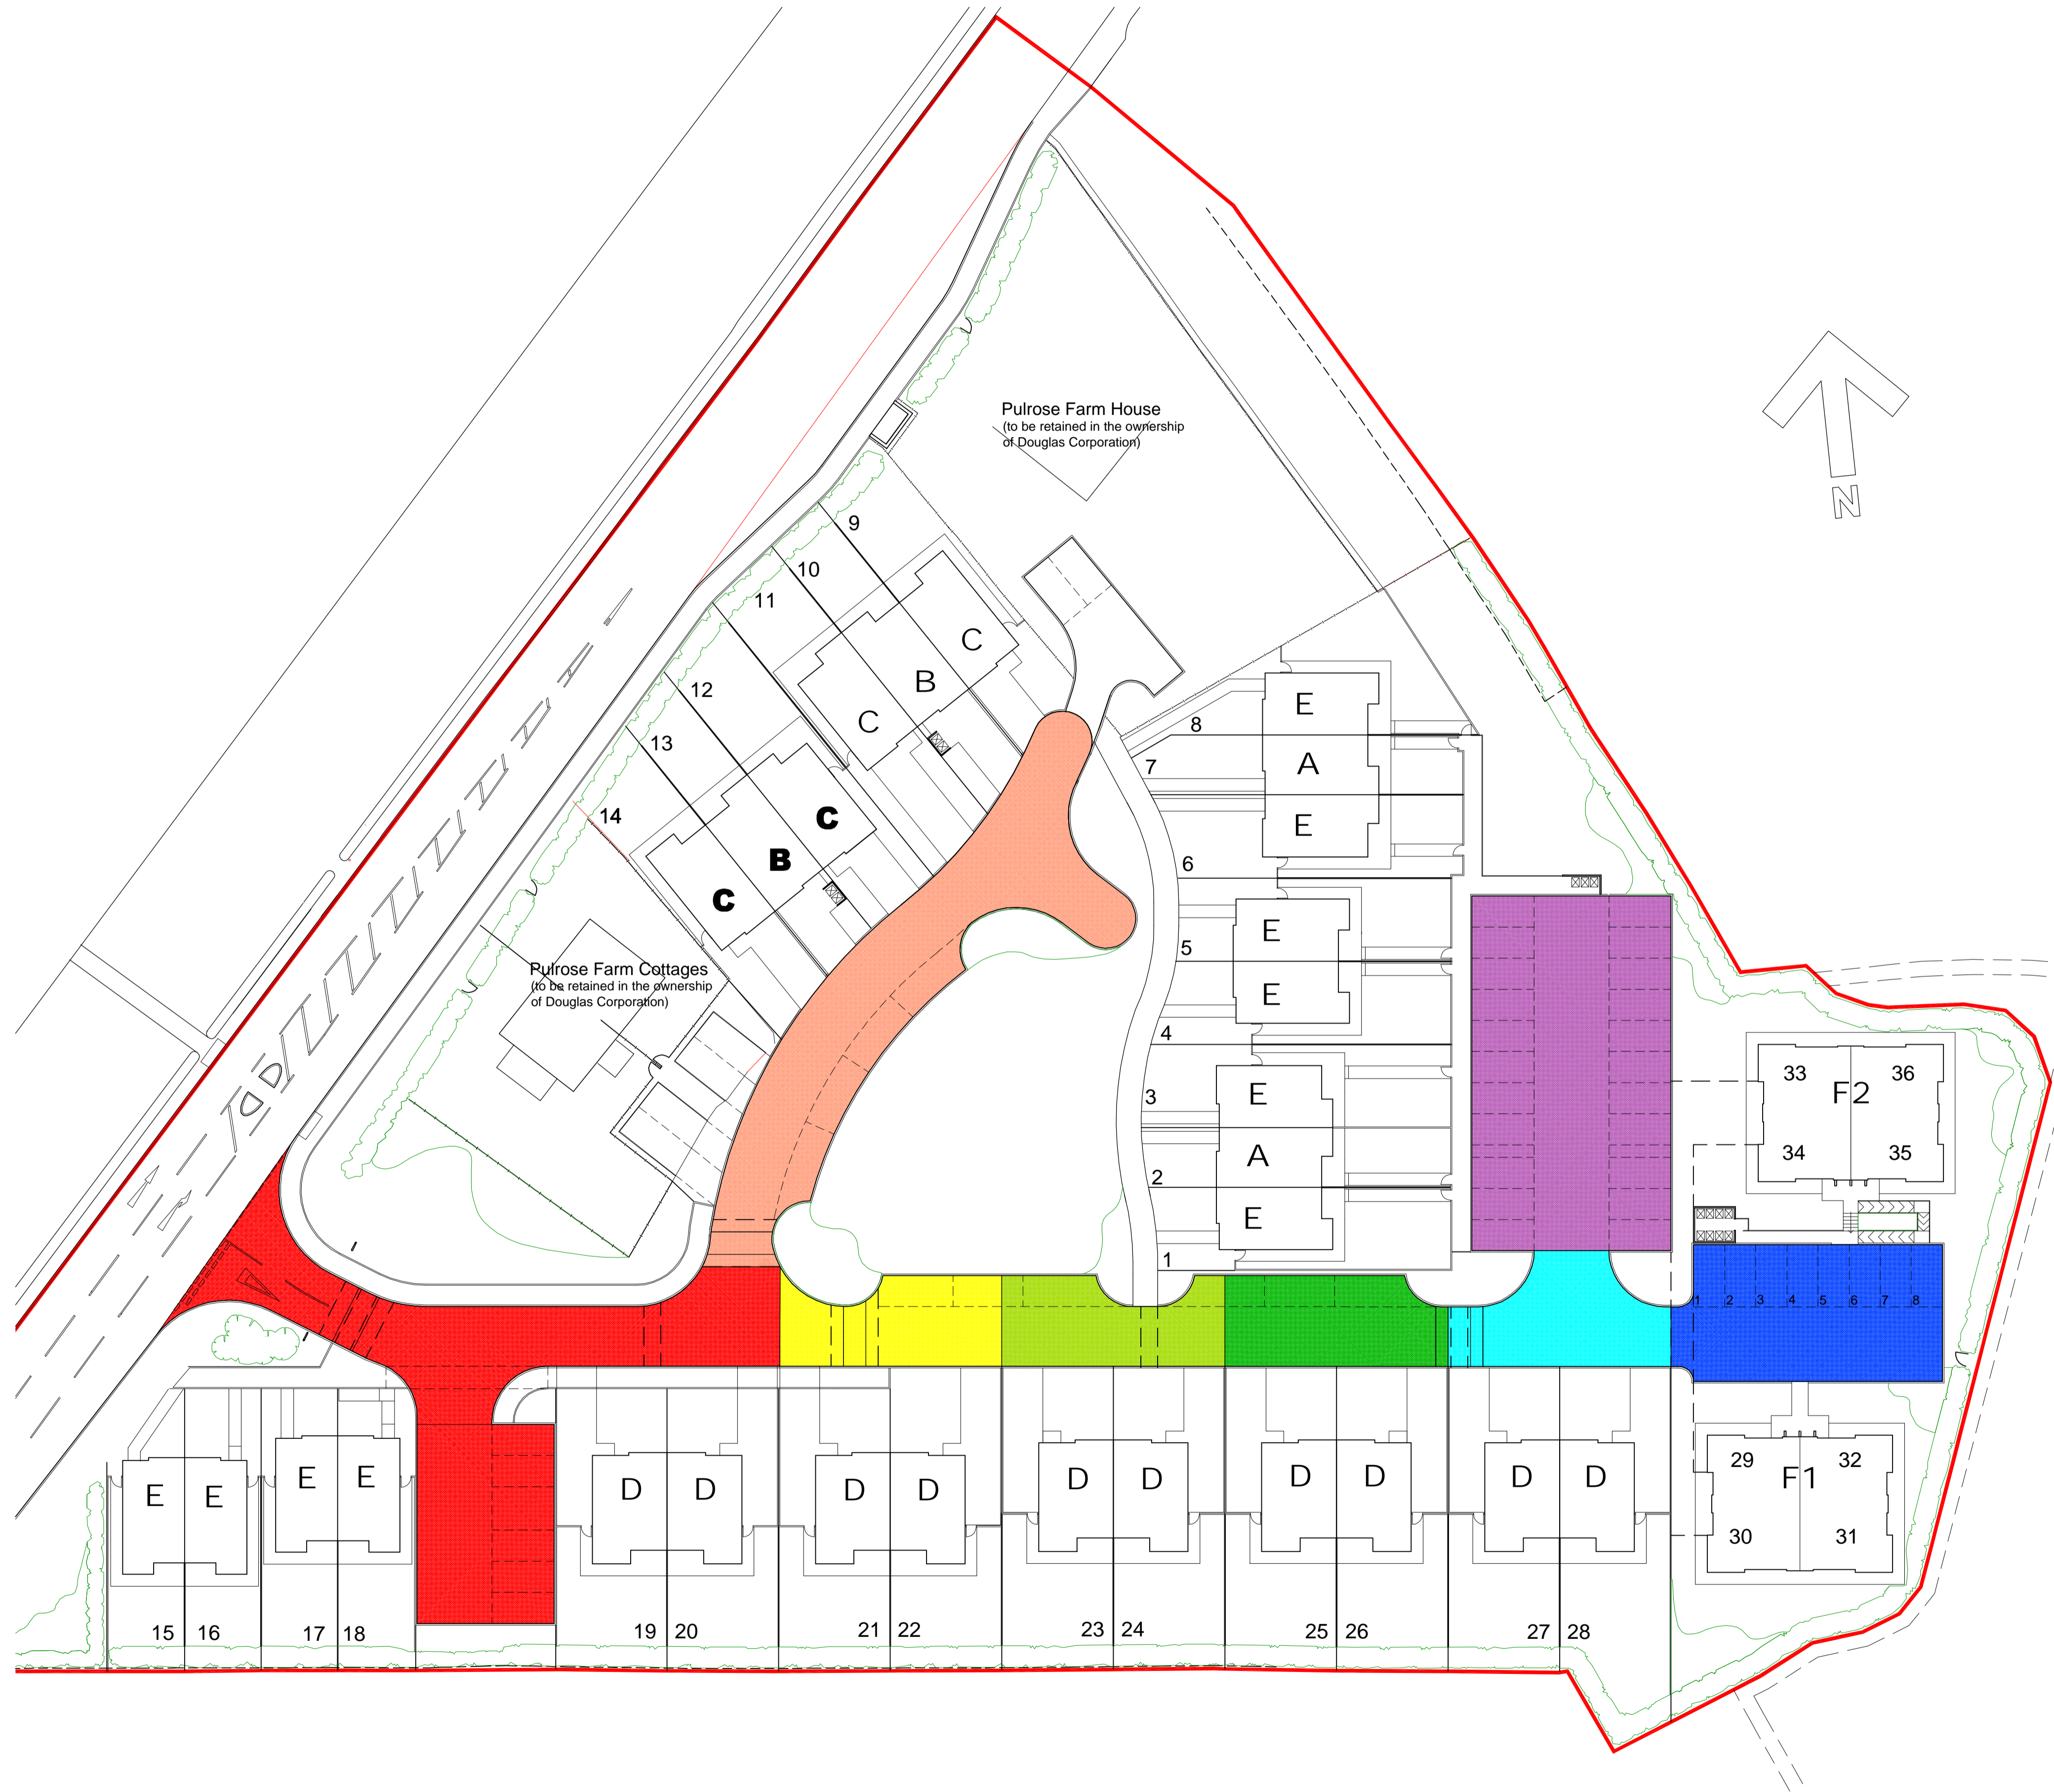 Pulrose Farm House
(to be retained in the ownership
of Douglas Corporation)
N
9
10
11
12
13
14
C
B
C
C
B
C
Pulrose Farm Cottages
(to be retained in the ownership
of Douglas Corporation)
8
7
6
5
4
3
2
1
E
A
E
E
E
E
A
E
33
36
F2
34
35
1 2 3 4 5 6 7 8
29
32
F1
30
31
E E E E D D D D D D D D D D
15 16 17 18 19 20 21 22 23 24 25 26 27 28